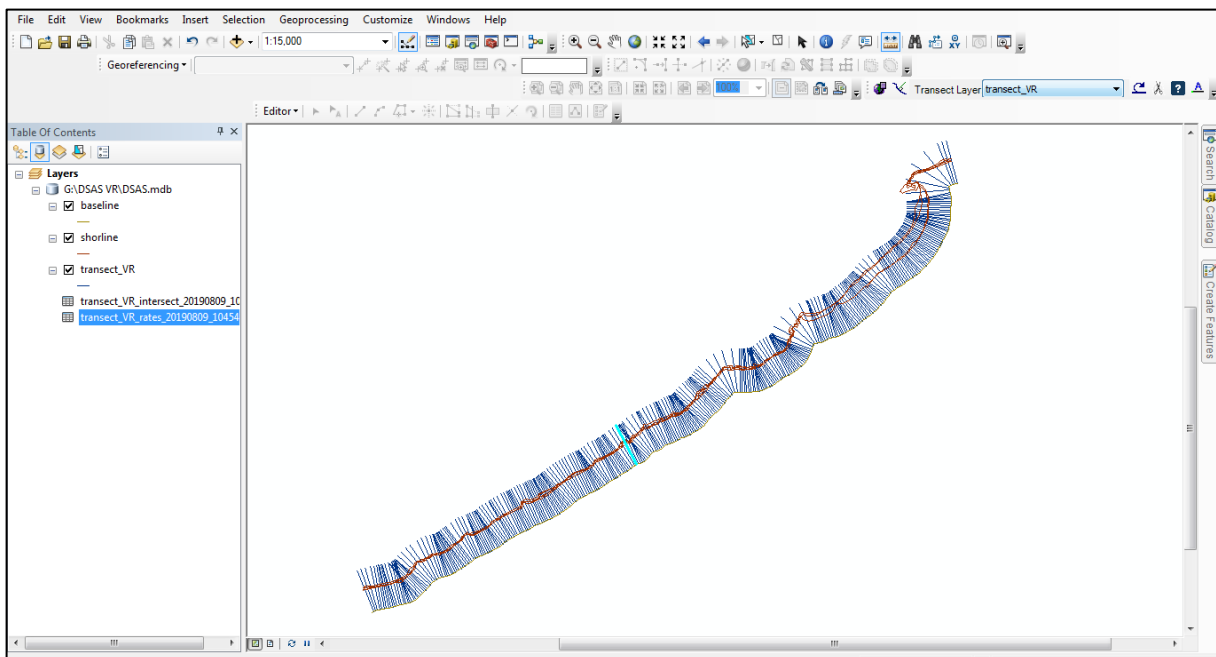 File Edit View Bookmarks Insert Selection Geoprocessing Customize Windows Help
1:15,000
Georeferencing
100% Transect Layer transect_VR
Editor
Table Of Contents
Layers
G:\DSAS VR\DSAS.mdb
baseline
shorline
transect_VR
transect_VR_intersect_20190809_10
transect_VR_rates_20190809_10454
Search
Catalog
Create Features